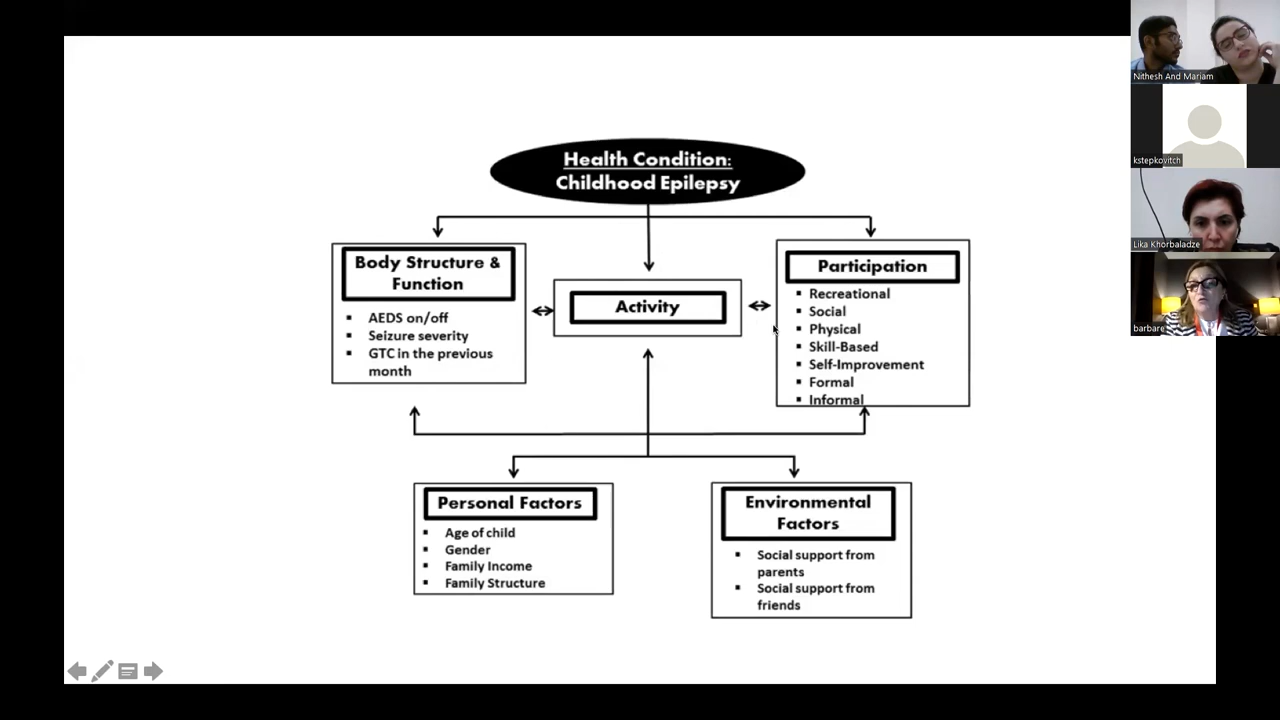 Health Condition:
Childhood Epilepsy
Body Structure &
Function
▪ AEDS on/off
▪ Seizure severity
▪ GTC in the previous
month
Activity
Participation
▪ Recreational
▪ Social
▪ Physical
▪ Skill-Based
▪ Self-Improvement
▪ Formal
▪ Informal
Personal Factors
▪ Age of child
▪ Gender
▪ Family Income
▪ Family Structure
Environmental
Factors
▪ Social support from
parents
▪ Social support from
friends
Nithesh And Mariam
kstepkovitch
Lika Khorbaladze
barbare